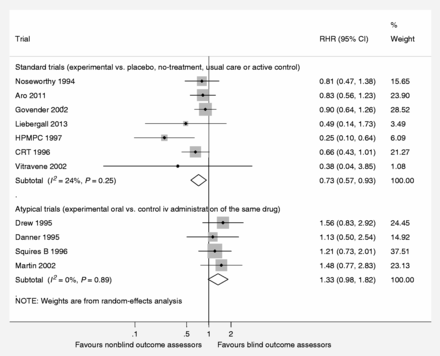 %
Trial RHR (95% CI) Weight
Standard trials (experimental vs. placebo, no-treatment, usual care or active control)
Noseworthy 1994 0.81 (0.47, 1.38) 15.65
Aro 2011 0.83 (0.56, 1.23) 23.90
Govender 2002 0.90 (0.64, 1.26) 28.52
Liebergall 2013 0.49 (0.14, 1.73) 3.49
HPMPC 1997 0.25 (0.10, 0.64) 6.09
CRT 1996 0.66 (0.43, 1.01) 21.27
Vitravene 2002 0.38 (0.04, 3.85) 1.08
Subtotal (I² = 24%, P = 0.25) 0.73 (0.57, 0.93) 100.00
.
Atypical trials (experimental oral vs. control iv administration of the same drug)
Drew 1995 1.56 (0.83, 2.92) 24.45
Danner 1995 1.13 (0.50, 2.54) 14.92
Squires B 1996 1.21 (0.73, 2.01) 37.51
Martin 2002 1.48 (0.77, 2.83) 23.13
Subtotal (I² = 0%, P = 0.89) 1.33 (0.98, 1.82) 100.00
.
NOTE: Weights are from random-effects analysis
.1 .5 1 2
Favours nonblind outcome assessors Favours blind outcome assessors